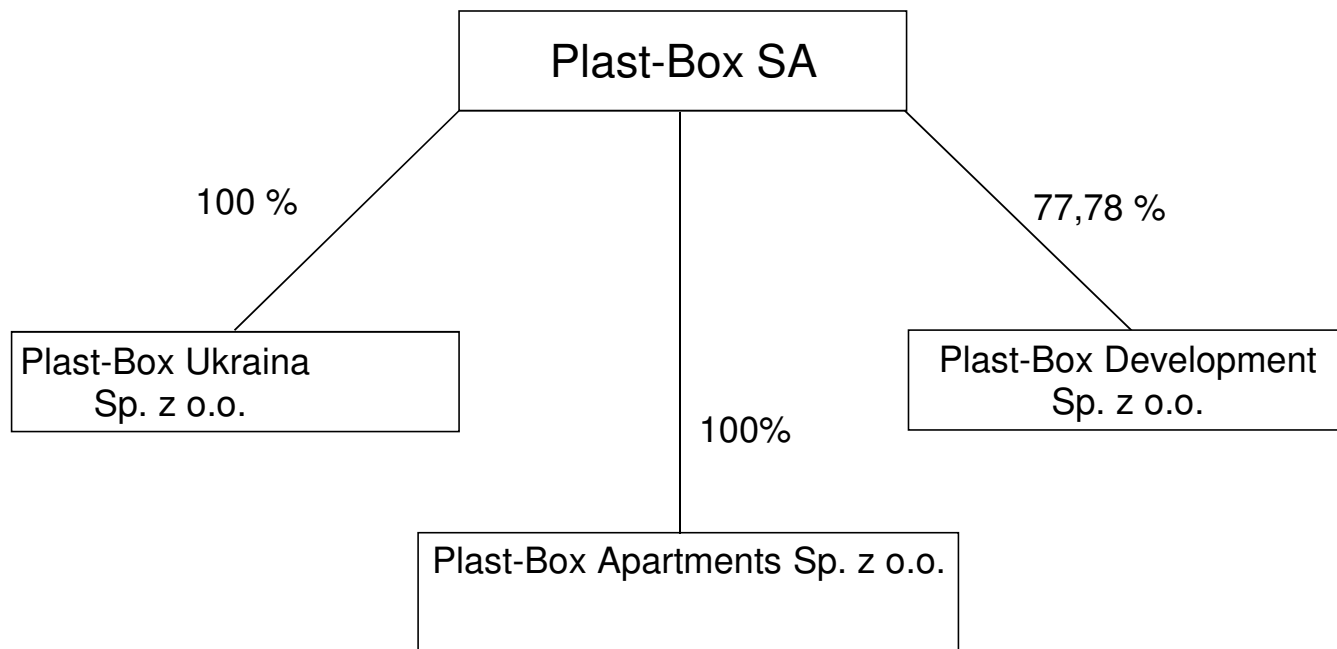 Plast-Box SA
100 %
77,78 %
Plast-Box Ukraina
Sp. z o.o.
Plast-Box Development
Sp. z o.o.
100%
Plast-Box Apartments Sp. z o.o.